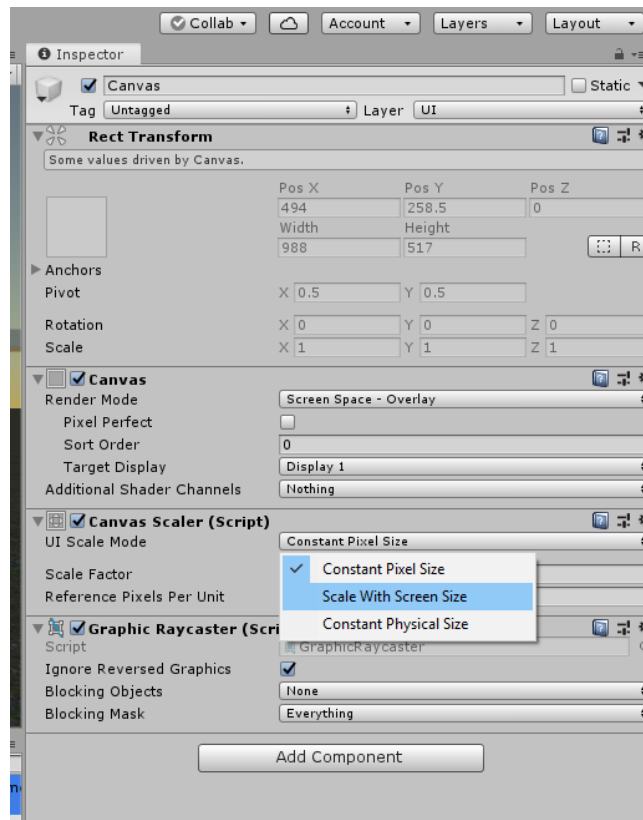 Collab Account Layers Layout
Inspector
Canvas Static
Tag Untagged Layer UI
Rect Transform
Some values driven by Canvas.
Pos X Pos Y Pos Z
494 258.5 0
Width Height
988 517
R
Anchors
Pivot X 0.5 Y 0.5
Rotation X 0 Y 0 Z 0
Scale X 1 Y 1 Z 1
Canvas
Render Mode Screen Space - Overlay
Pixel Perfect
Sort Order 0
Target Display Display 1
Additional Shader Channels Nothing
Canvas Scaler (Script)
UI Scale Mode Constant Pixel Size
Constant Pixel Size
Scale Factor
Scale With Screen Size
Reference Pixels Per Unit
Constant Physical Size
Graphic Raycaster (Scri
Script GraphicRaycaster
Ignore Reversed Graphics
Blocking Objects None
Blocking Mask Everything
Add Component